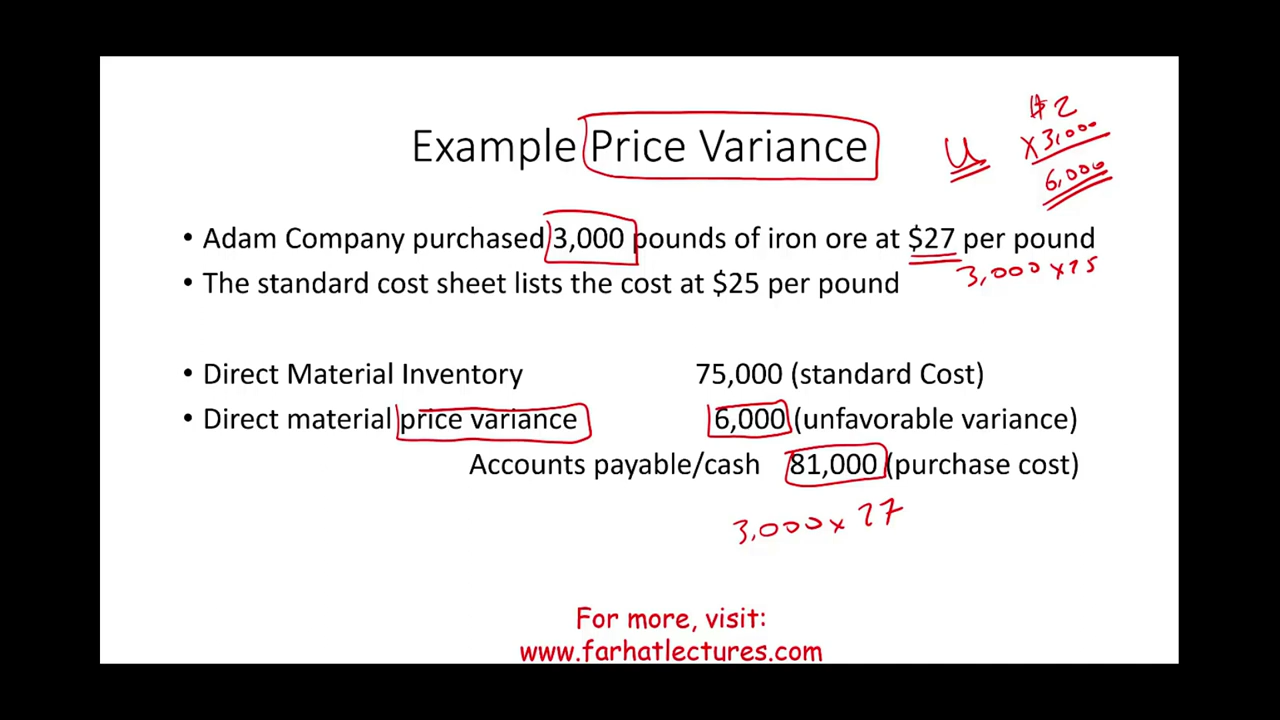 $2
Example Price Variance U x3,000
6,000
• Adam Company purchased 3,000 pounds of iron ore at $27 per pound
3,000 x 25
• The standard cost sheet lists the cost at $25 per pound
• Direct Material Inventory 75,000 (standard Cost)
• Direct material price variance 6,000 (unfavorable variance)
Accounts payable/cash 81,000 (purchase cost)
3,000 x 27
For more, visit:
www.farhatlectures.com